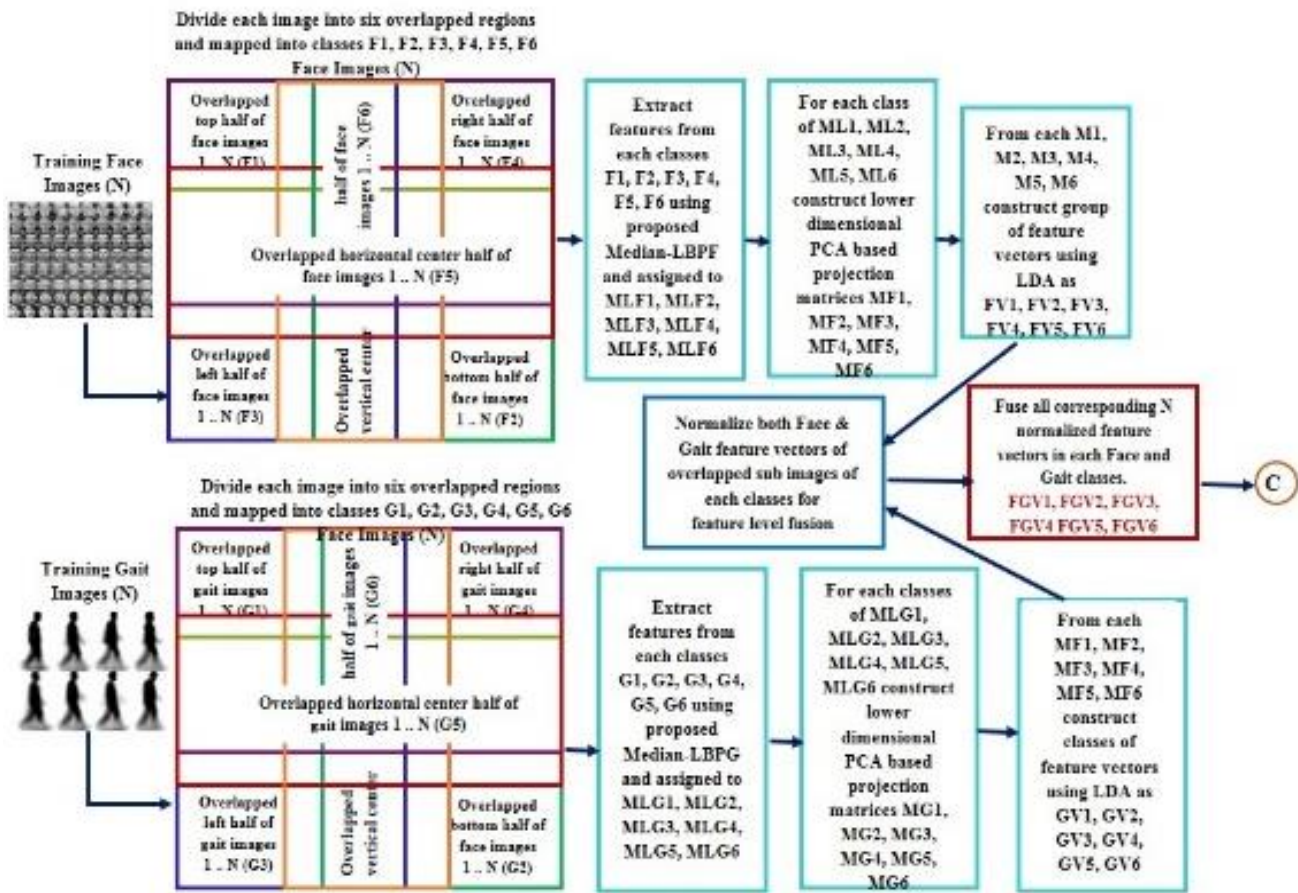 Divide each image into six overlapped regions
and mapped into classes F1, F2, F3, F4, F5, F6
Face Images (N)
Training Face
Images (N)
Overlapped
top half of
face images
1 .. N (F1)
half of face
images 1 .. N (F6)
Overlapped
right half of
face images
1 .. N (F4)
Overlapped horizontal center half of
face images 1 .. N (F5)
Overlapped
left half of
face images
1 .. N (F3)
Overlapped
vertical center
Overlapped
bottom half of
face images
1 .. N (F2)
Extract
features from
each classes
F1, F2, F3, F4,
F5, F6 using
proposed
Median-LBPF
and assigned to
MLF1, MLF2,
MLF3, MLF4,
MLF5, MLF6
For each class
of ML1, ML2,
ML3, ML4,
ML5, ML6
construct lower
dimensional
PCA based
projection
matrices MF1,
MF2, MF3,
MF4, MF5,
MF6
From each M1,
M2, M3, M4,
M5, M6
construct group
of feature
vectors using
LDA as
FV1, FV2, FV3,
FV4, FV5, FV6
Normalize both Face &
Gait feature vectors of
overlapped sub images of
each classes for
feature level fusion
Fuse all corresponding N
normalized feature
vectors in each Face and
Gait classes.
FGV1, FGV2, FGV3,
FGV4 FGV5, FGV6
C
Divide each image into six overlapped regions
and mapped into classes G1, G2, G3, G4, G5, G6
Face Images (N)
Training Gait
Images (N)
Overlapped
top half of
gait images
1 .. N (G1)
half of gait images
1 .. N (G6)
Overlapped
right half of
gait images
1 .. N (G4)
Overlapped horizontal center half of
gait images 1 .. N (G5)
Overlapped
left half of
gait images
1 .. N (G3)
Overlapped
vertical center
Overlapped
bottom half of
face images
1 .. N (G2)
Extract
features from
each classes
G1, G2, G3, G4,
G5, G6 using
proposed
Median-LBPG
and assigned to
MLG1, MLG2,
MLG3, MLG4,
MLG5, MLG6
For each classes
of MLG1,
MLG2, MLG3,
MLG4, MLG5,
MLG6 construct
lower
dimensional
PCA based
projection
matrices MG1,
MG2, MG3,
MG4, MG5,
MG6
From each
MF1, MF2,
MF3, MF4,
MF5, MF6
construct
classes of
feature vectors
using LDA as
GV1, GV2,
GV3, GV4,
GV5, GV6